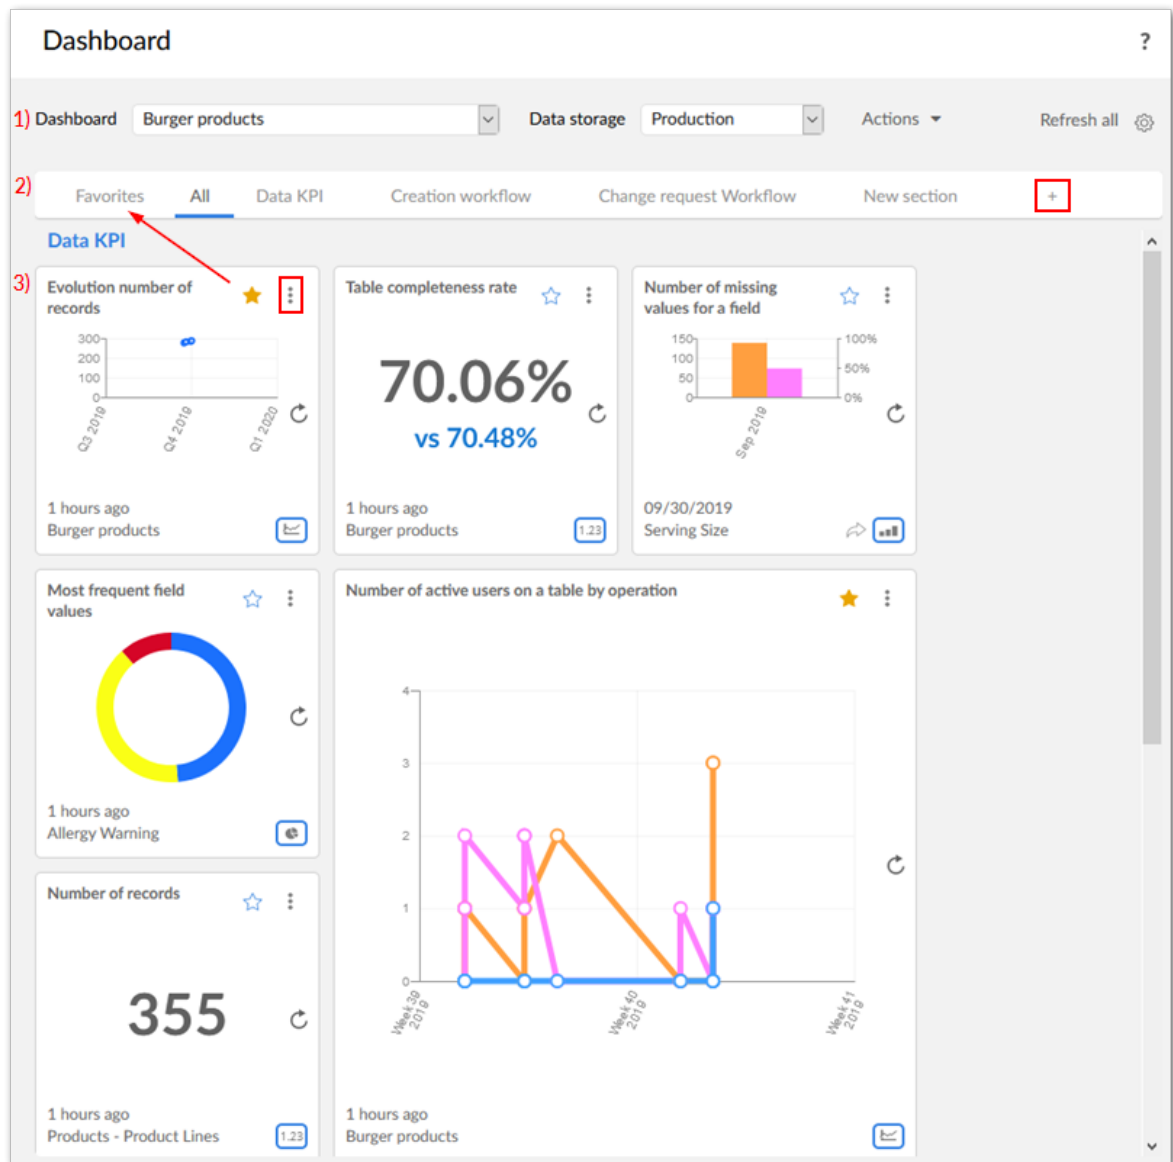 Dashboard
?
1) Dashboard Burger products Data storage Production Actions Refresh all
2) Favorites All Data KPI Creation workflow Change request Workflow New section +
Data KPI
3) Evolution number of
records
300
200
100
0
Q3 2019
Q4 2019
Q1 2020
1 hours ago
Burger products
Table completeness rate
70.06%
vs 70.48%
1 hours ago
Burger products
1.23
Number of missing
values for a field
150
100
50
0
100%
50%
0%
Sep 2019
09/30/2019
Serving Size
Most frequent field
values
1 hours ago
Allergy Warning
Number of active users on a table by operation
4
3
2
1
0
Week 39
2019
Week 40
2019
Week 41
2019
1 hours ago
Burger products
Number of records
355
1 hours ago
Products - Product Lines
1.23